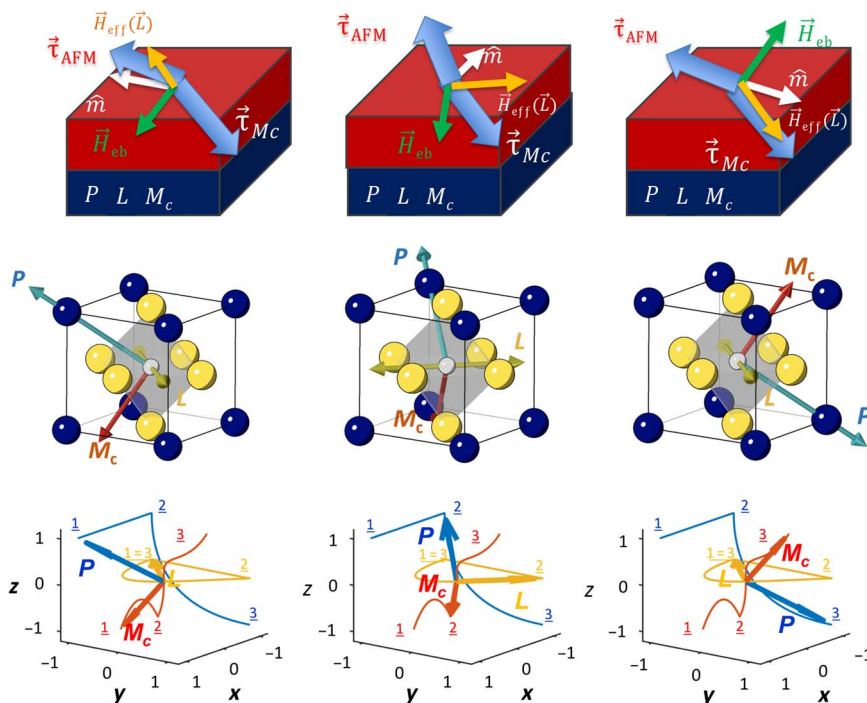 H⃗eff(L⃗)
τ⃗AFM
m̂
H⃗eb
τ⃗Mc
P L Mc
τ⃗AFM
m̂
H⃗eff(L⃗)
H⃗eb
τ⃗Mc
P L Mc
τ⃗AFM
H⃗eb
m̂
H⃗eff(L⃗)
τ⃗Mc
P L Mc
P
L
Mc
P
L
Mc
Mc
L
P
1 2
3
1 1=3
P L
z 0
Mc
-1 1 2 2 3
-1 0 1 1 0 -1
y x
1 2
3
1 P 1=3
z 0 Mc 2
L
-1 1 2 3
-1 0 1 1 0 -1
y x
1 2
3
1 1=3 Mc
z 0 L 2
P
-1 1 2 3
-1 0 1 1 0 -1
y x